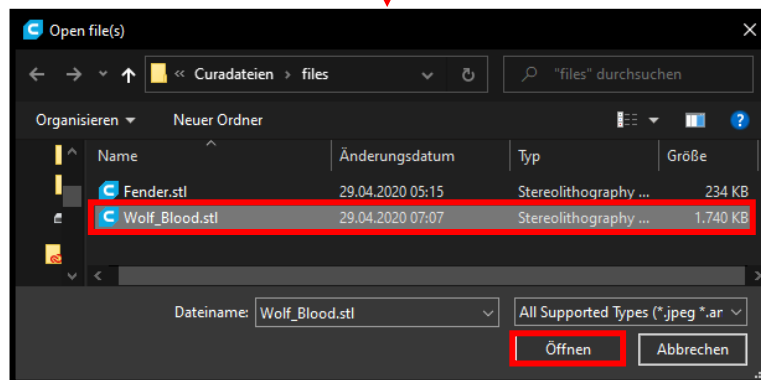 Open file(s)
« Curadateien › files
"files" durchsuchen
Organisieren
Neuer Ordner
?
Name Änderungsdatum Typ Größe
Fender.stl 29.04.2020 05:15 Stereolithography ... 234 KB
Wolf_Blood.stl 29.04.2020 07:07 Stereolithography ... 1.740 KB
Dateiname: Wolf_Blood.stl All Supported Types (*.jpeg *.ar
Öffnen Abbrechen